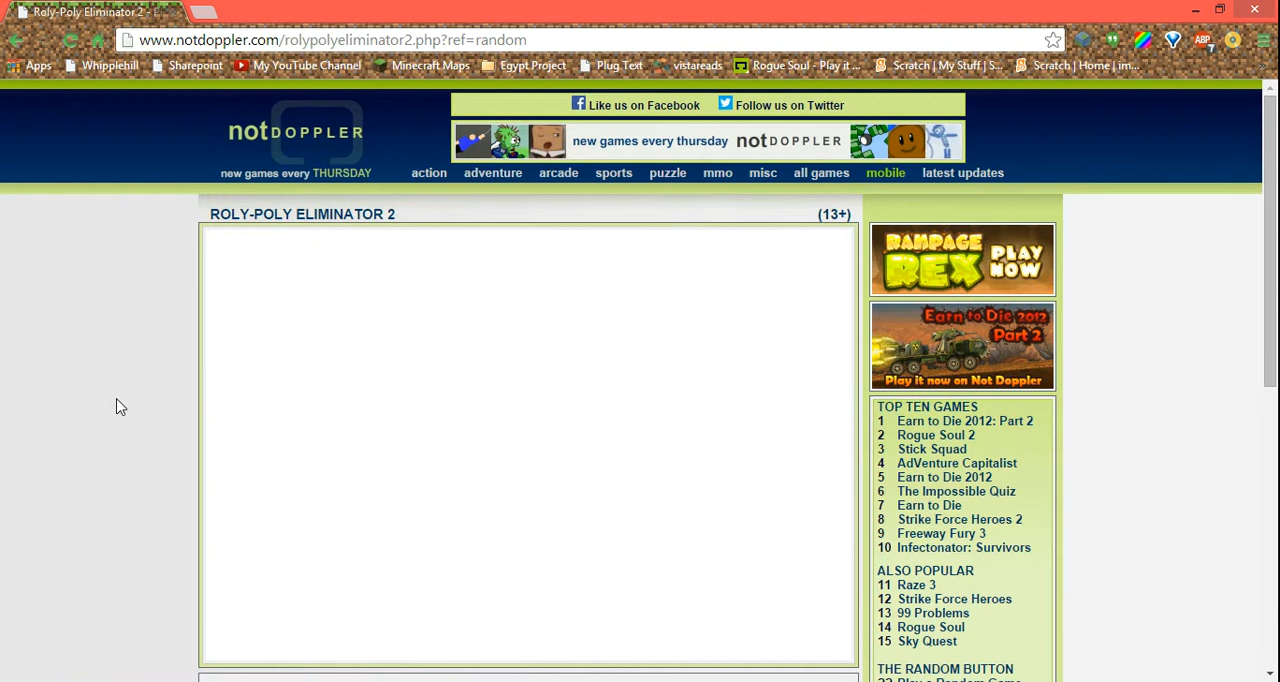 Roly-Poly Eliminator 2 -
www.notdoppler.com/rolypolyeliminator2.php?ref=random
ABP
7
Apps
Whipplehill
Sharepoint
My YouTube Channel
Minecraft Maps
Egypt Project
Plug Text
vistareads
Rogue Soul - Play it ...
Scratch | My Stuff | S...
Scratch | Home | im...
Like us on Facebook
Follow us on Twitter
notDOPPLER
new games every THURSDAY
new games every thursday notDOPPLER
action
adventure
arcade
sports
puzzle
mmo
misc
all games
mobile
latest updates
ROLY-POLY ELIMINATOR 2
(13+)
RAMPAGE
REX
PLAY
NOW
Earn to Die 2012
Part 2
Play it now on Not Doppler
TOP TEN GAMES
1 Earn to Die 2012: Part 2
2 Rogue Soul 2
3 Stick Squad
4 AdVenture Capitalist
5 Earn to Die 2012
6 The Impossible Quiz
7 Earn to Die
8 Strike Force Heroes 2
9 Freeway Fury 3
10 Infectonator: Survivors
ALSO POPULAR
11 Raze 3
12 Strike Force Heroes
13 99 Problems
14 Rogue Soul
15 Sky Quest
THE RANDOM BUTTON
Play a Random Game